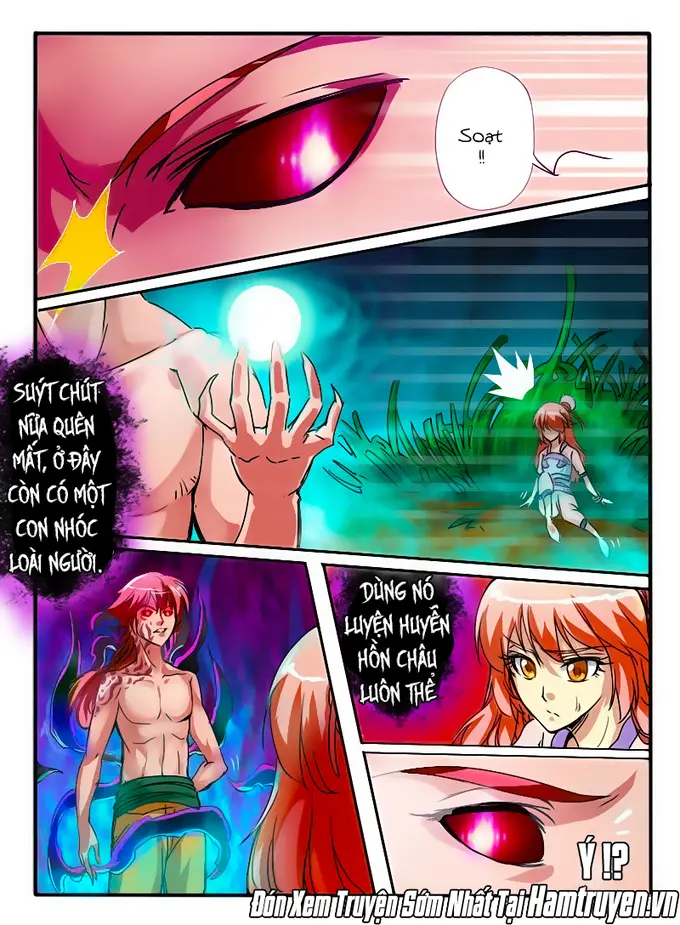 Soạt
!!
SUÝT CHÚT
NỮA QUÊN
MẤT, Ở ĐÂY
CÒN CÓ MỘT
CON NHÓC
LOÀI NGƯỜI.
DÙNG NÓ
LUYỆN HUYỄN
HỒN CHÂU
LUÔN THỂ
Ý !?
Đón Xem Truyện Sớm Nhất Tại Hamtruyen.vn